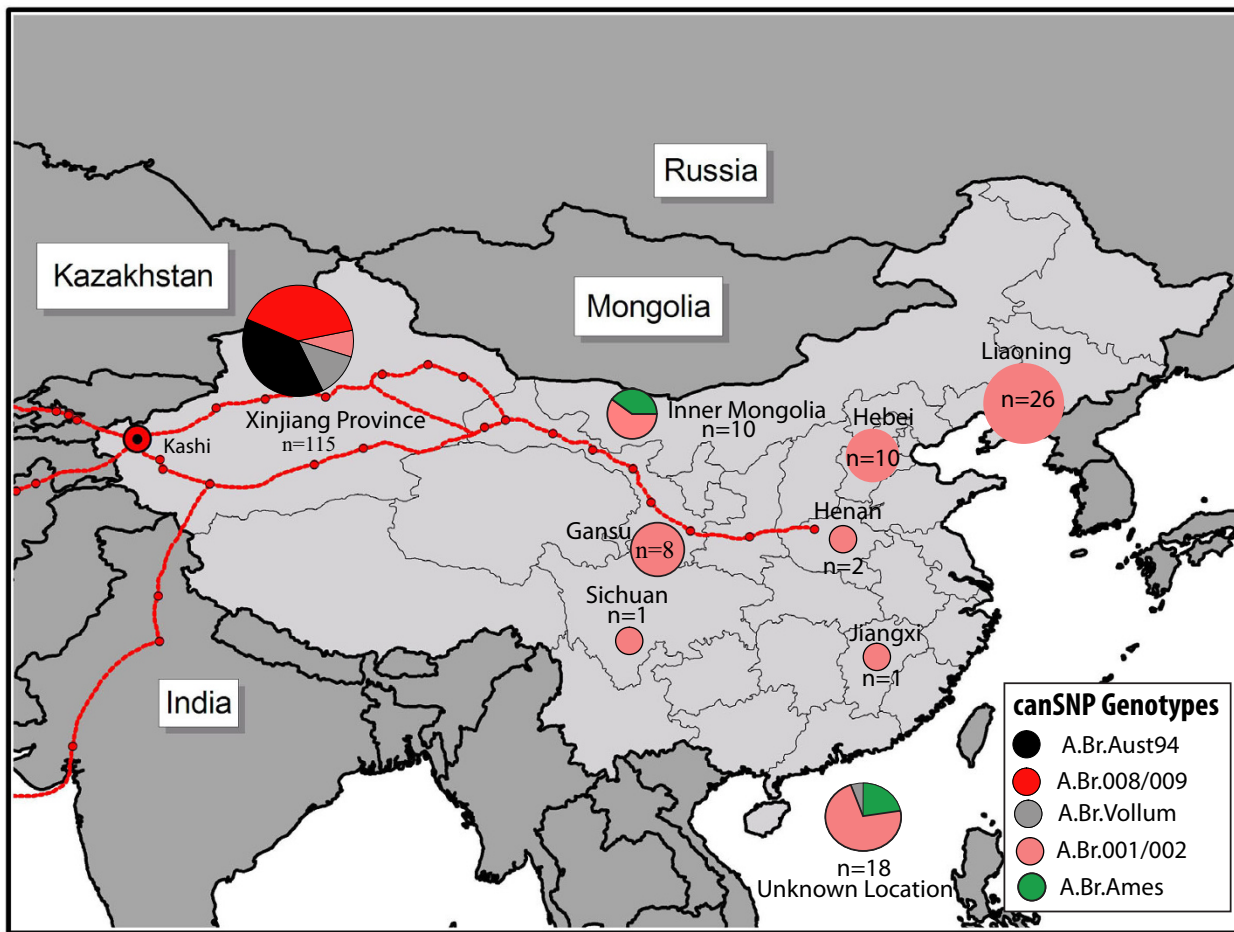 Russia
Kazakhstan
Mongolia
Liaoning
n=26
Xinjiang Province
n=115
Kashi
Inner Mongolia
n=10
Hebei
n=10
Henan
n=2
Gansu
n=8
Sichuan
n=1
Jiangxi
n=1
India
n=18
Unknown Location
canSNP Genotypes
A.Br.Aust94
A.Br.008/009
A.Br.Vollum
A.Br.001/002
A.Br.Ames